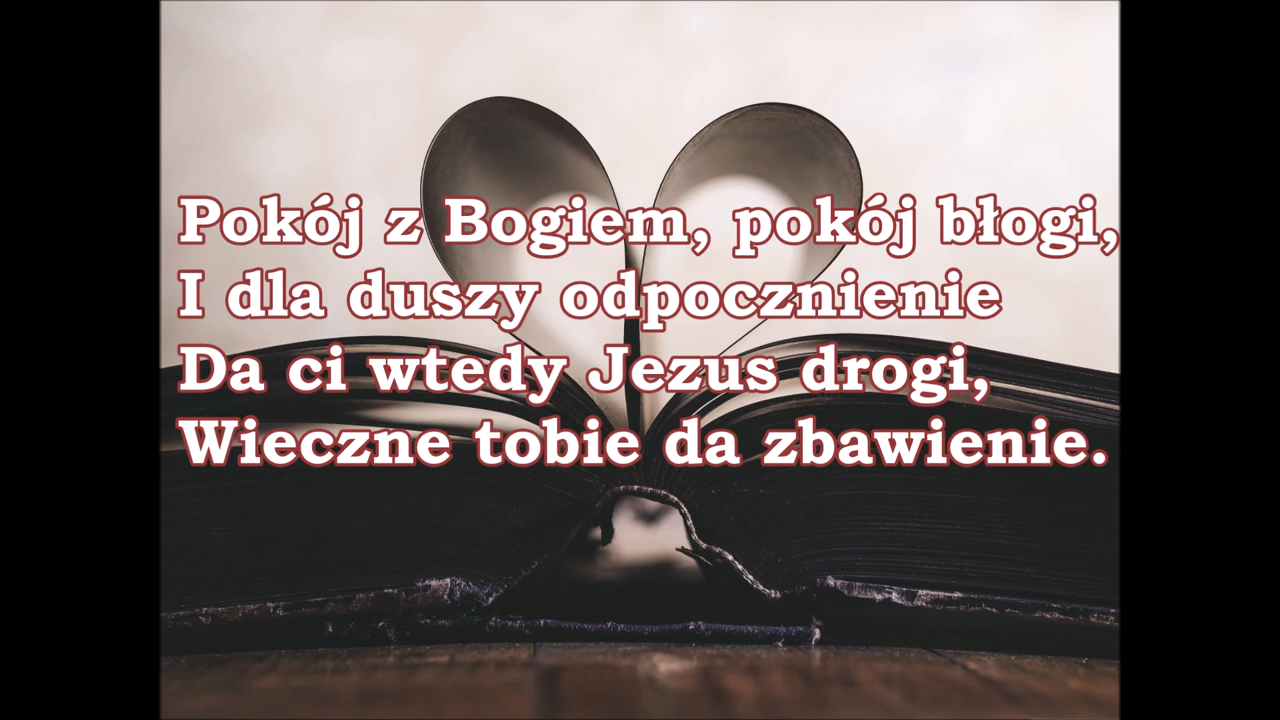 Pokój z Bogiem, pokój błogi,
I dla duszy odpocznienie
Da ci wtedy Jezus drogi,
Wieczne tobie da zbawienie.